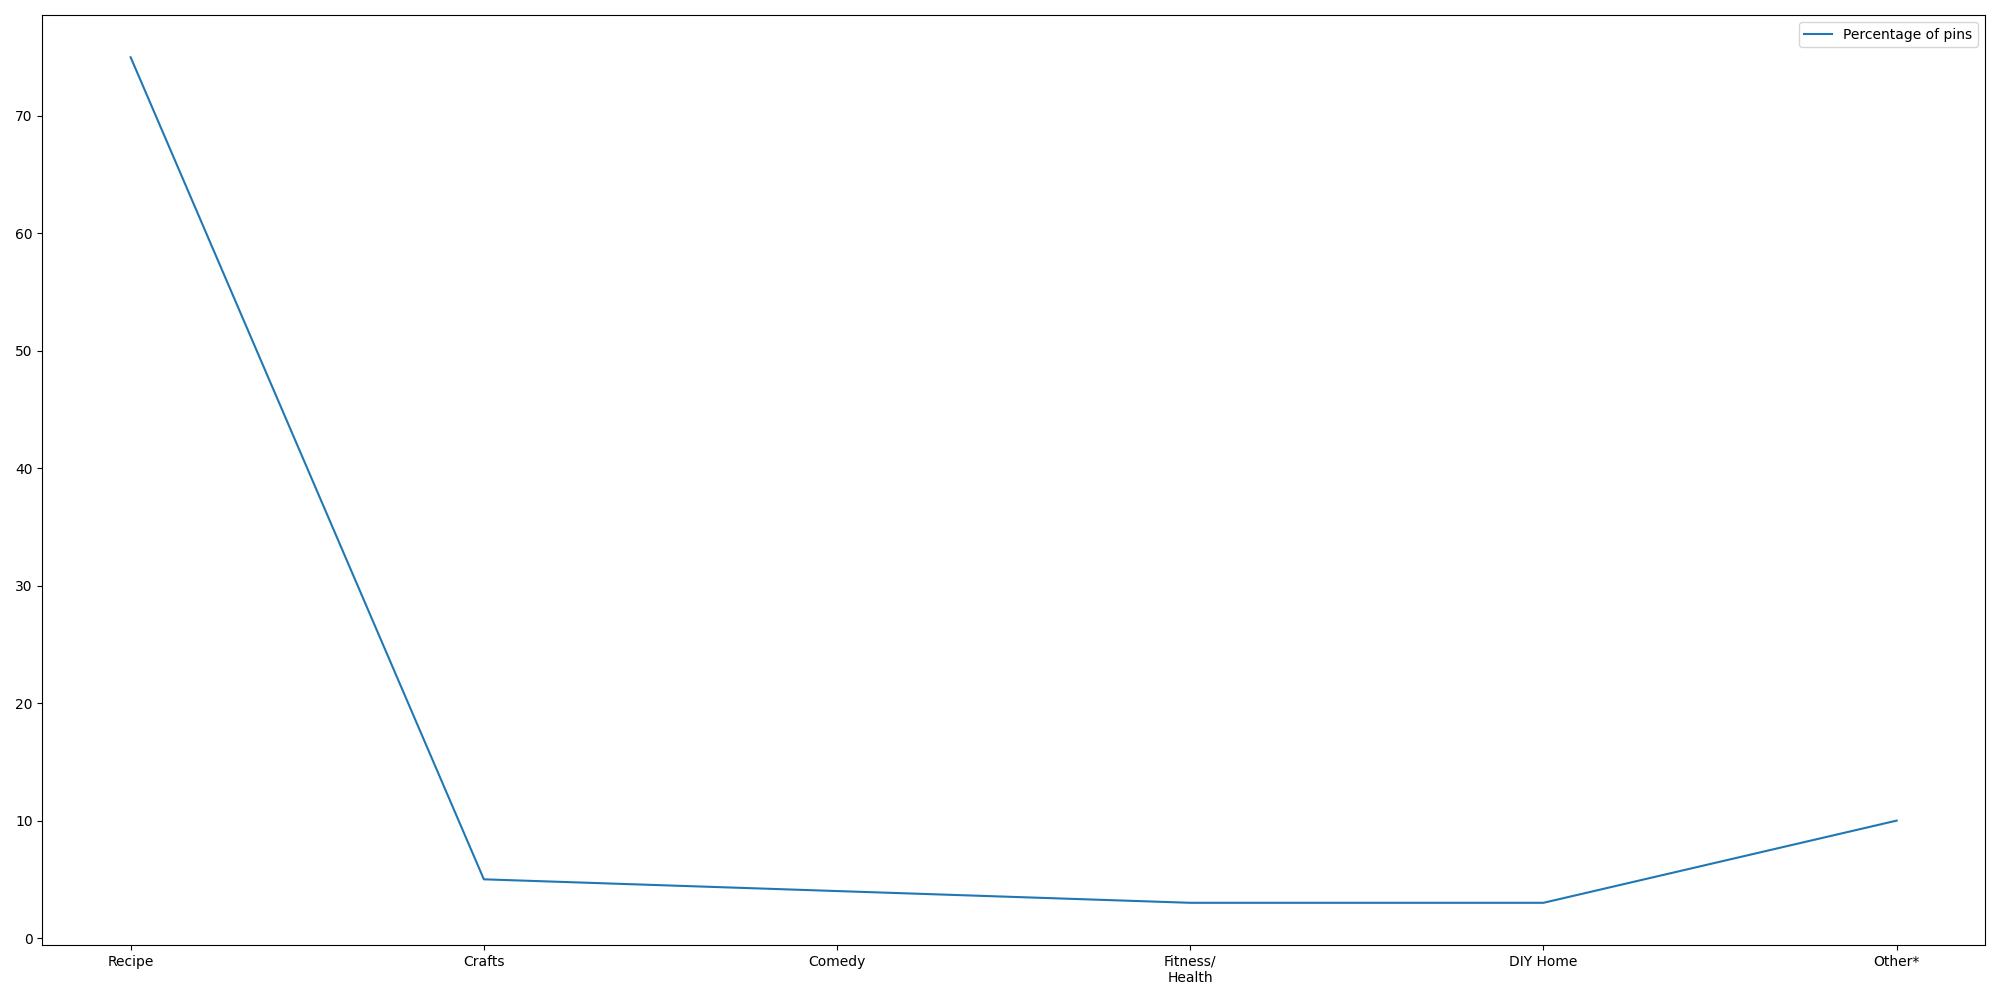 Percentage of pins
70
60
50
40
30
20
10
0
Recipe
Crafts
Comedy
Fitness/
Health
DIY Home
Other*